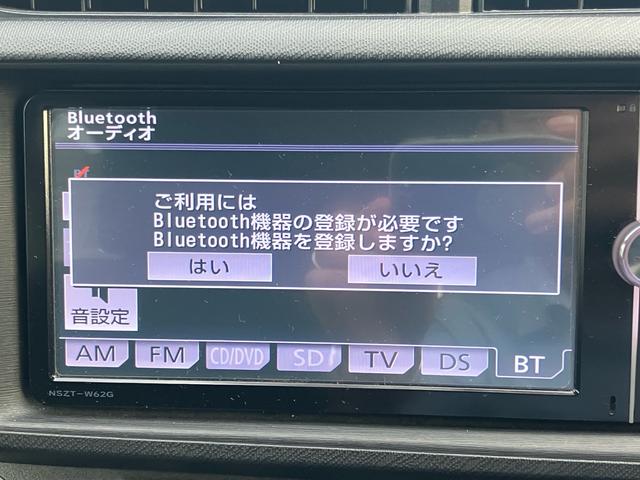 Bluetooth
オーディオ
ご利用には
Bluetooth機器の登録が必要です
Bluetooth機器を登録しますか?
はい
いいえ
音設定
AM
FM
CD/DVD
SD
TV
DS
BT
NSZT-W62G